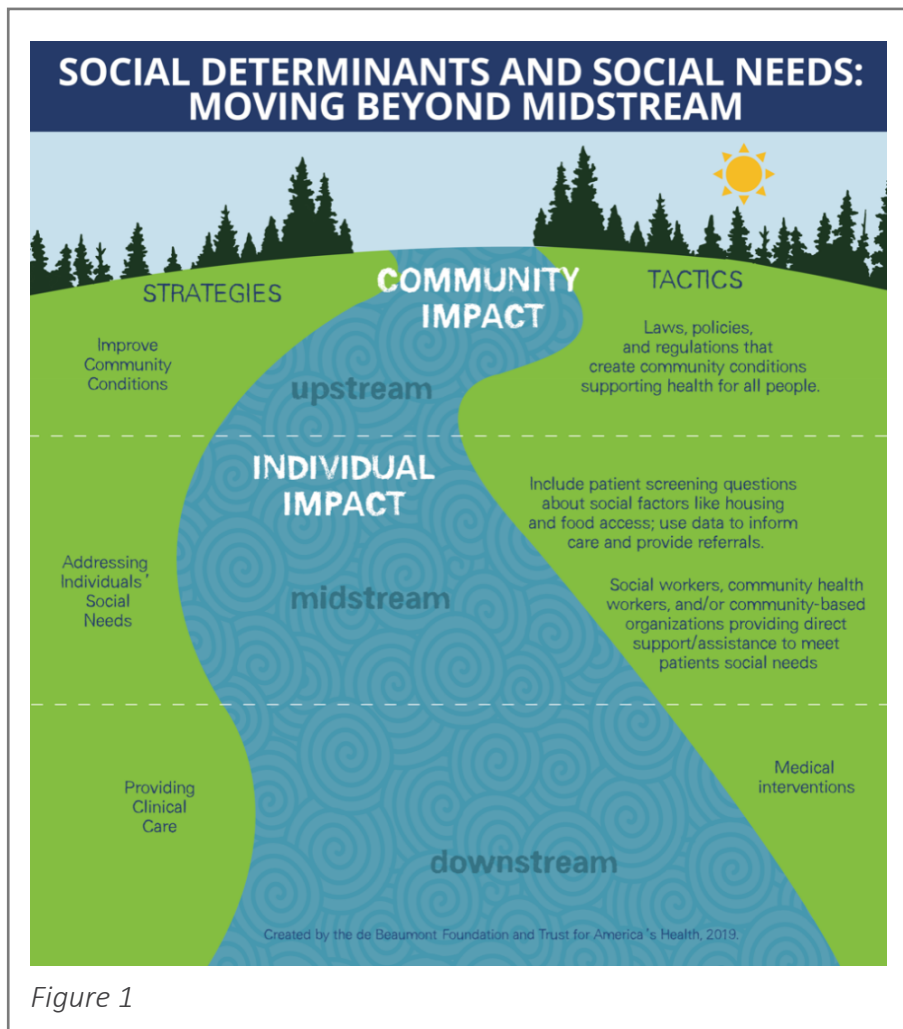 SOCIAL DETERMINANTS AND SOCIAL NEEDS:
MOVING BEYOND MIDSTREAM
STRATEGIES
COMMUNITY
IMPACT
TACTICS
Improve
Community
Conditions
upstream
Laws, policies,
and regulations that
create community conditions
supporting health for all people.
INDIVIDUAL
IMPACT
Addressing
Individuals'
Social
Needs
midstream
Include patient screening questions
about social factors like housing
and food access; use data to inform
care and provide referrals.
Social workers, community health
workers, and/or community-based
organizations providing direct
support/assistance to meet
patients social needs
Providing
Clinical
Care
downstream
Medical
interventions
Created by the de Beaumont Foundation and Trust for America's Health, 2019.
Figure 1